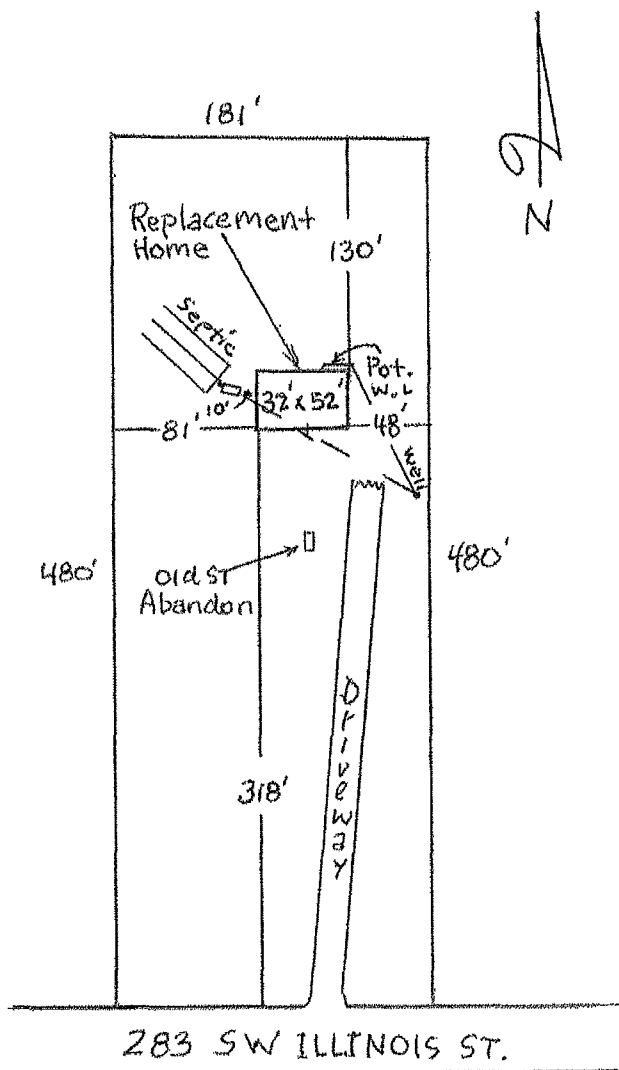 181'
N
Replacement
Home
130'
Septic
Pot.
W.L
10'
32' x 52'
81'
48'
Well
480'
480'
Old ST
Abandon
Driveway
318'
283 SW ILLINOIS ST.